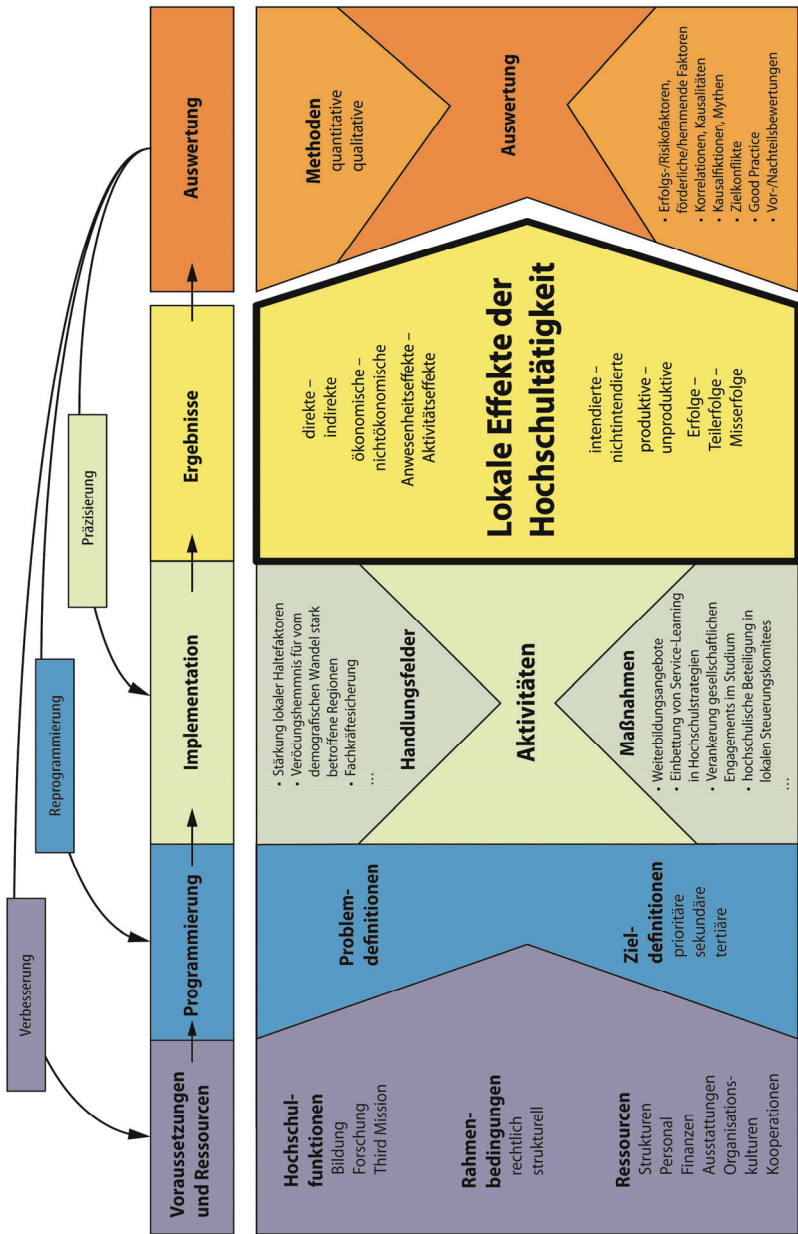 Verbesserung
Reprogrammierung
Präzisierung
Voraussetzungen
und Ressourcen
Programmierung
Implementation
Ergebnisse
Auswertung
Hochschul-
funktionen
Bildung
Forschung
Third Mission
Rahmen-
bedingungen
rechtlich
strukturell
Ressourcen
Strukturen
Personal
Finanzen
Ausstattungen
Organisations-
kulturen
Kooperationen
Problem-
definitionen
Ziel-
definitionen
prioritäre
sekundäre
tertiäre
• Stärkung lokaler Haltefaktoren
• Veröcungshemmnis für vom
demografischen Wandel stark
betroffene Regionen
• Fachkräftesicherung
…
Handlungsfelder
Aktivitäten
Maßnahmen
• Weiterbildungsangebote
• Einbettung von Service-Learning
in Hochschulstrategien
• Verankerung gesellschaftlichen
Engagements im Studium
• hochschulische Beteiligung in
lokalen Steuerungskomitees
…
direkte –
indirekte
ökonomische –
nichtökonomische
Anwesenheitseffekte –
Aktivitätseffekte
Lokale Effekte der
Hochschultätigkeit
intendierte –
nichtintendierte
produktive –
unproduktive
Erfolge –
Teilerfolge –
Misserfolge
Methoden
quantitative
qualitative
Auswertung
• Erfolgs-/Risikofaktoren,
förderliche/hemmende Faktoren
• Korrelationen, Kausalitäten
• Kausalfiktionen, Mythen
• Zielkonflikte
• Good Practice
• Vor-/Nachteilsbewertungen